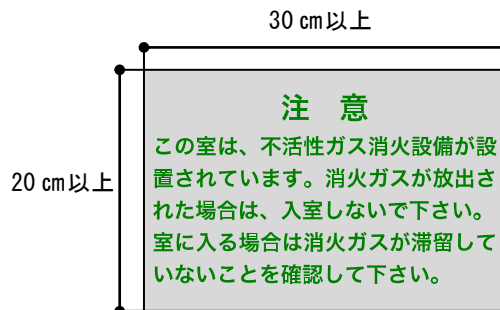 30㎝以上
20㎝以上
注　意
この室は、不活性ガス消火設備が設
置されています。消火ガスが放出さ
れた場合は、入室しないで下さい。
室に入る場合は消火ガスが滞留して
いないことを確認して下さい。